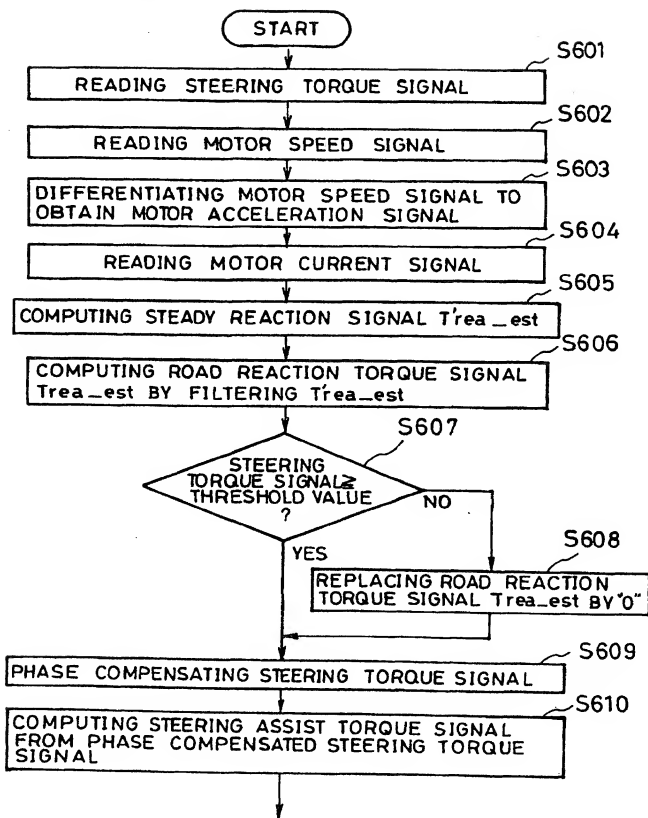 START
S601
READING STEERING TORQUE SIGNAL
S602
READING MOTOR SPEED SIGNAL
S603
DIFFERENTIATING MOTOR SPEED SIGNAL TO
OBTAIN MOTOR ACCELERATION SIGNAL
S604
READING MOTOR CURRENT SIGNAL
S605
COMPUTING STEADY REACTION SIGNAL T'rea_est
S606
COMPUTING ROAD REACTION TORQUE SIGNAL
Trea_est BY FILTERING T'rea_est
S607
STEERING
TORQUE SIGNAL≧
THRESHOLD VALUE
?
NO
YES
S608
REPLACING ROAD REACTION
TORQUE SIGNAL Trea_est BY "0"
S609
PHASE COMPENSATING STEERING TORQUE SIGNAL
S610
COMPUTING STEERING ASSIST TORQUE SIGNAL
FROM PHASE COMPENSATED STEERING TORQUE
SIGNAL